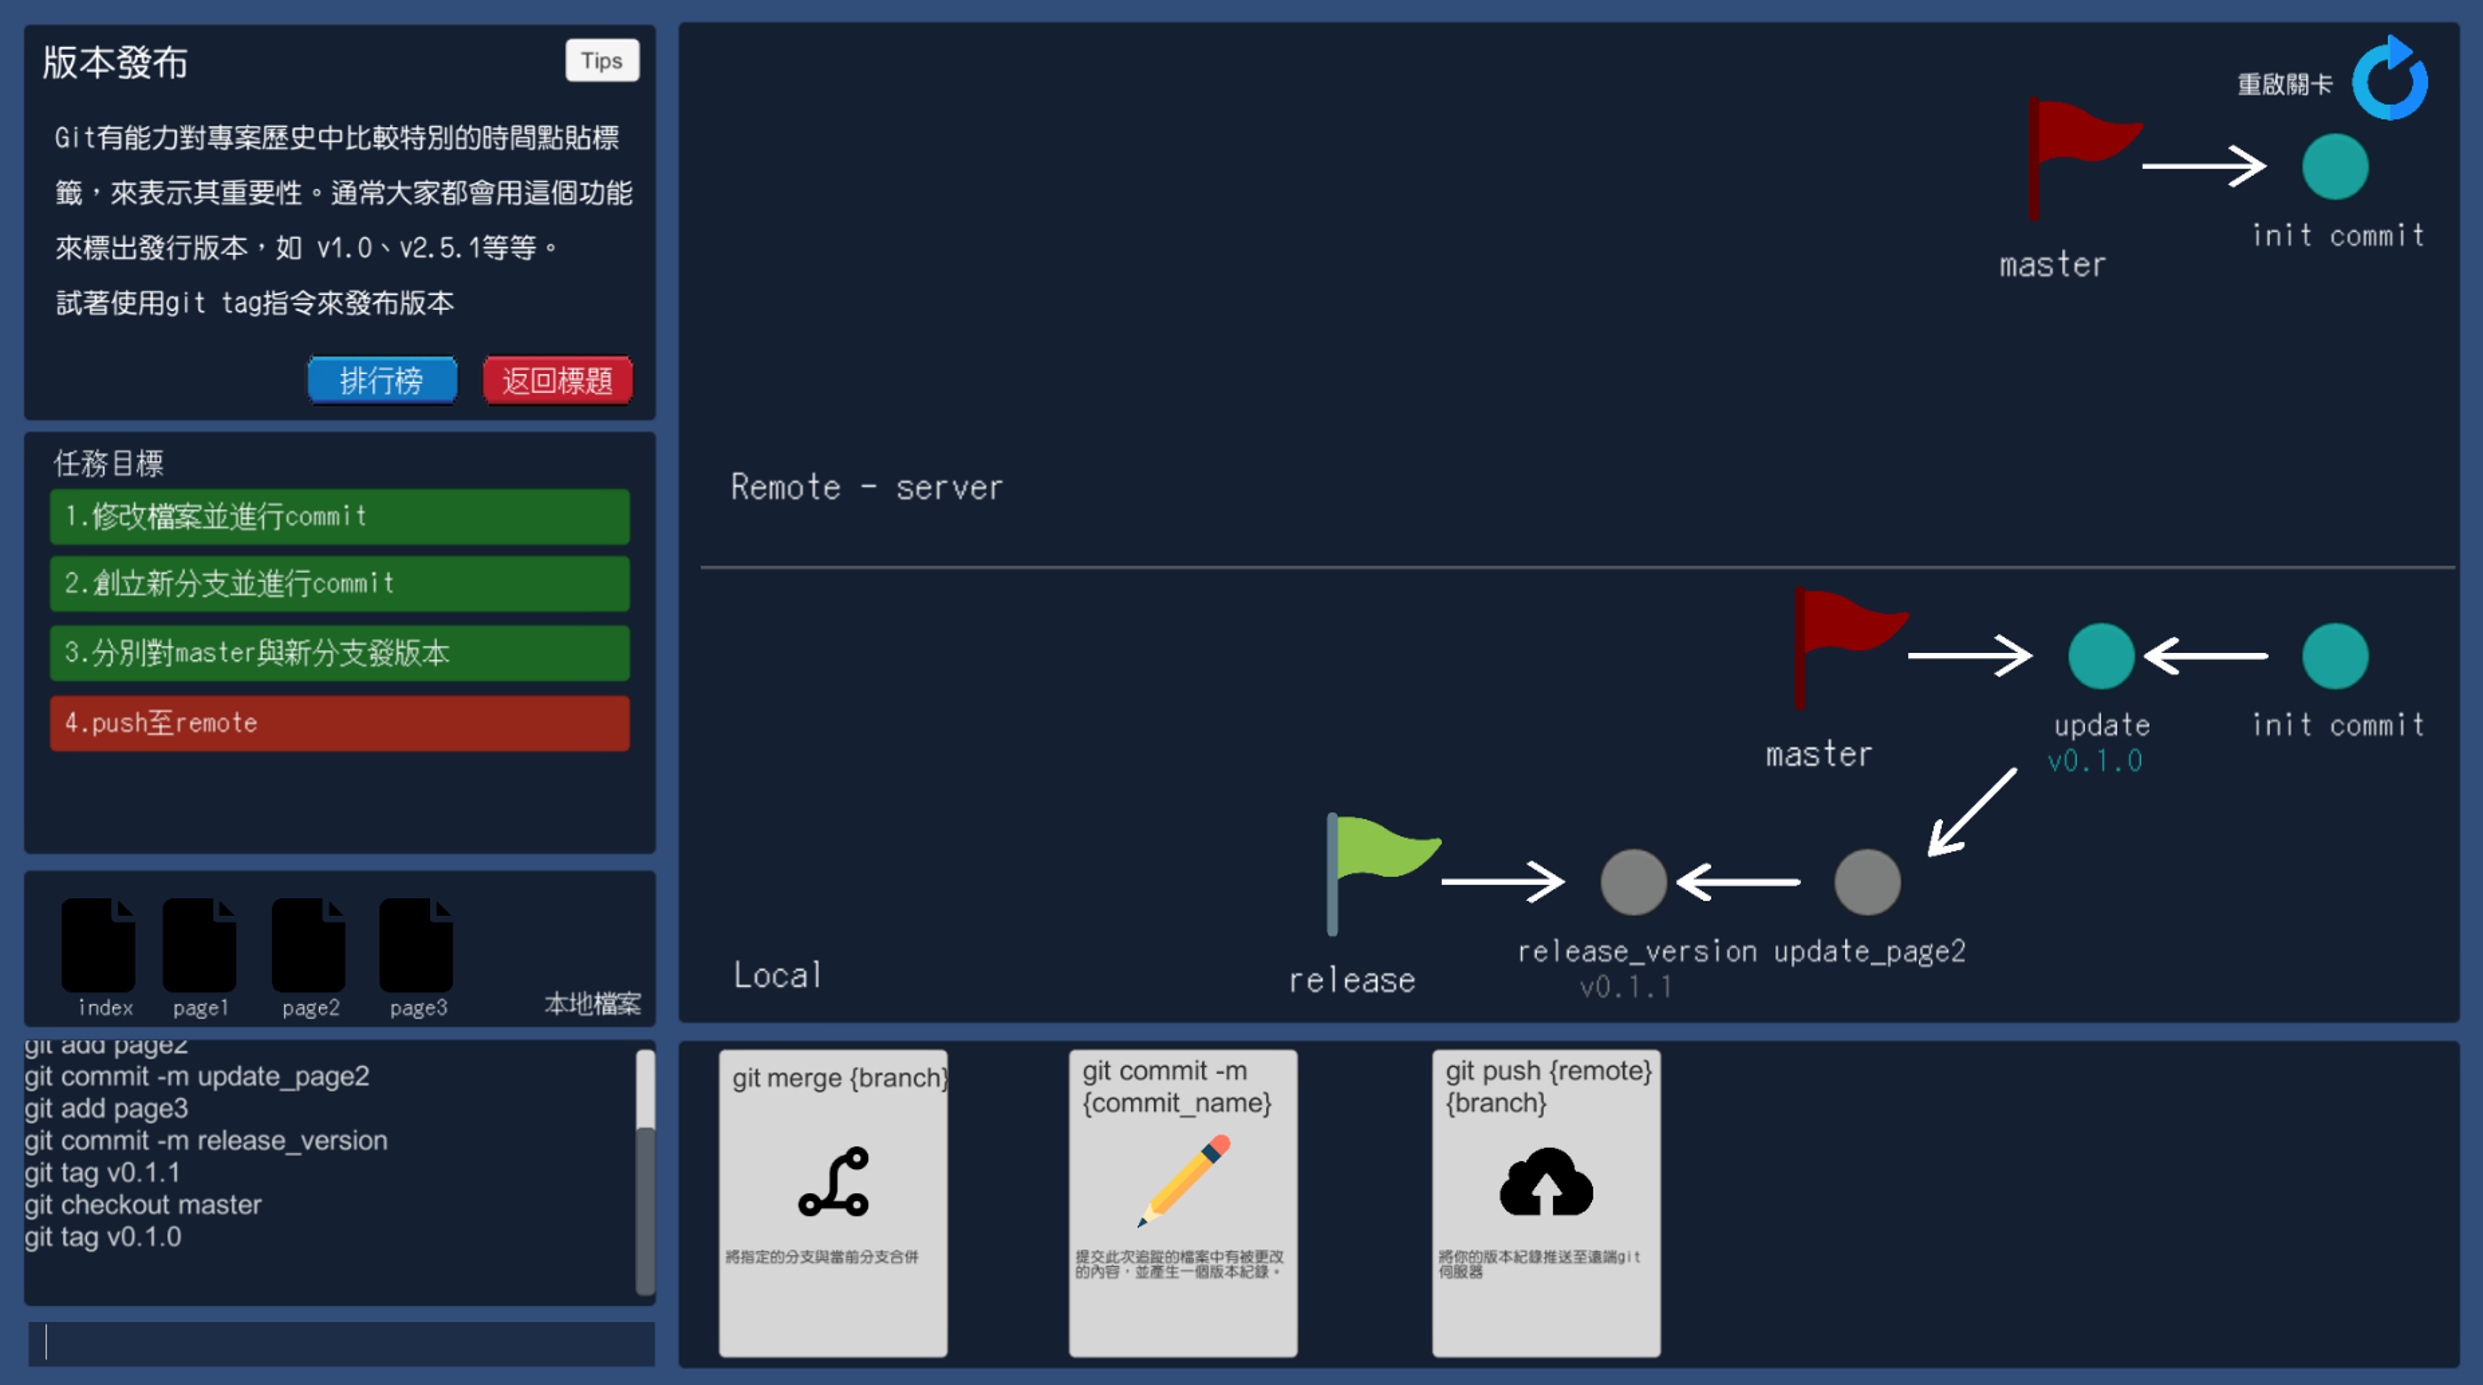 版本發布
Tips
Git有能力對專案歷史中比較特別的時間點貼標
籤，來表示其重要性。通常大家都會用這個功能
來標出發行版本，如 v1.0、v2.5.1等等。
試著使用git tag指令來發布版本
排行榜
返回標題
任務目標
1.修改檔案並進行commit
2.創立新分支並進行commit
3.分別對master與新分支發版本
4.push至remote
index
page1
page2
page3
本地檔案
git add page2
git commit -m update_page2
git add page3
git commit -m release_version
git tag v0.1.1
git checkout master
git tag v0.1.0
重啟關卡
master
init commit
Remote - server
master
update
v0.1.0
init commit
release
release_version
v0.1.1
update_page2
Local
git merge {branch}
將指定的分支與當前分支合併
git commit -m
{commit_name}
提交此次追蹤的檔案中有被更改
的內容，並產生一個版本紀錄。
git push {remote}
{branch}
將你的版本紀錄推送至遠端git
伺服器